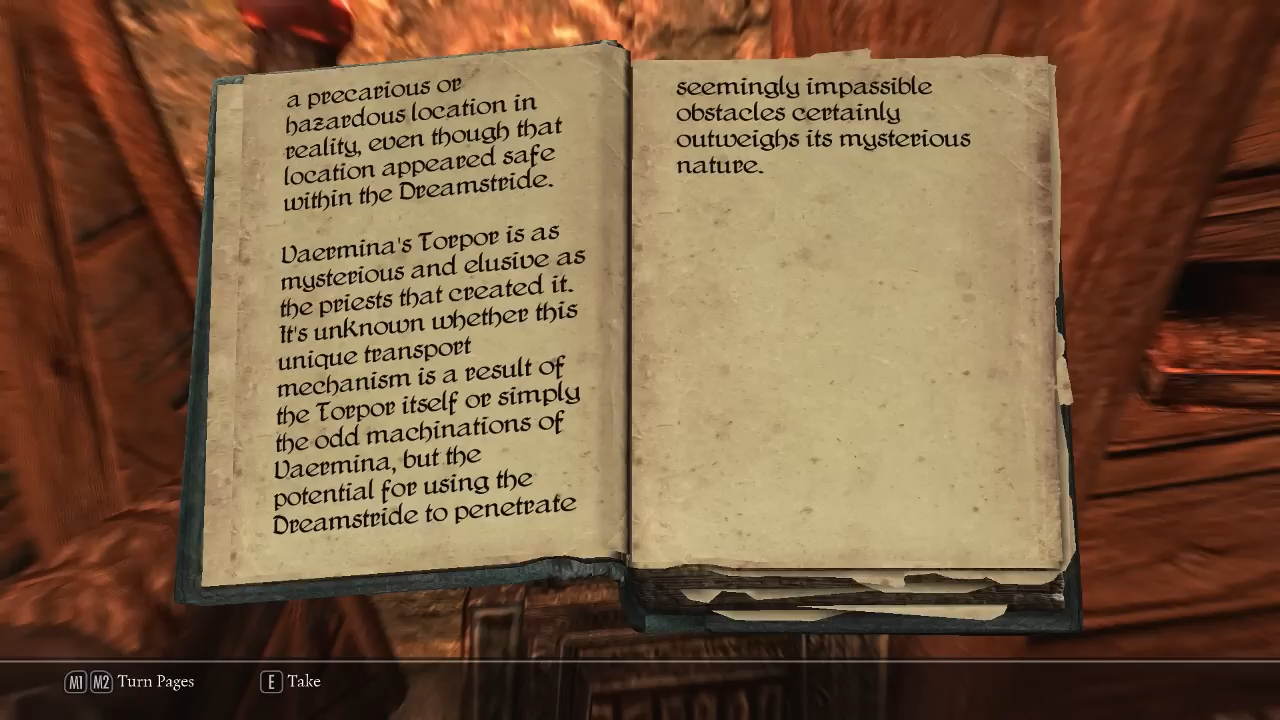 a precarious or
hazardous location in
reality, even though that
location appeared safe
within the Dreamstride.
Vaermina's Torpor is as
mysterious and elusive as
the priests that created it.
It's unknown whether this
unique transport
mechanism is a result of
the Torpor itself or simply
the odd machinations of
Vaermina, but the
potential for using the
Dreamstride to penetrate
seemingly impassible
obstacles certainly
outweighs its mysterious
nature.
M1 M2 Turn Pages
E Take